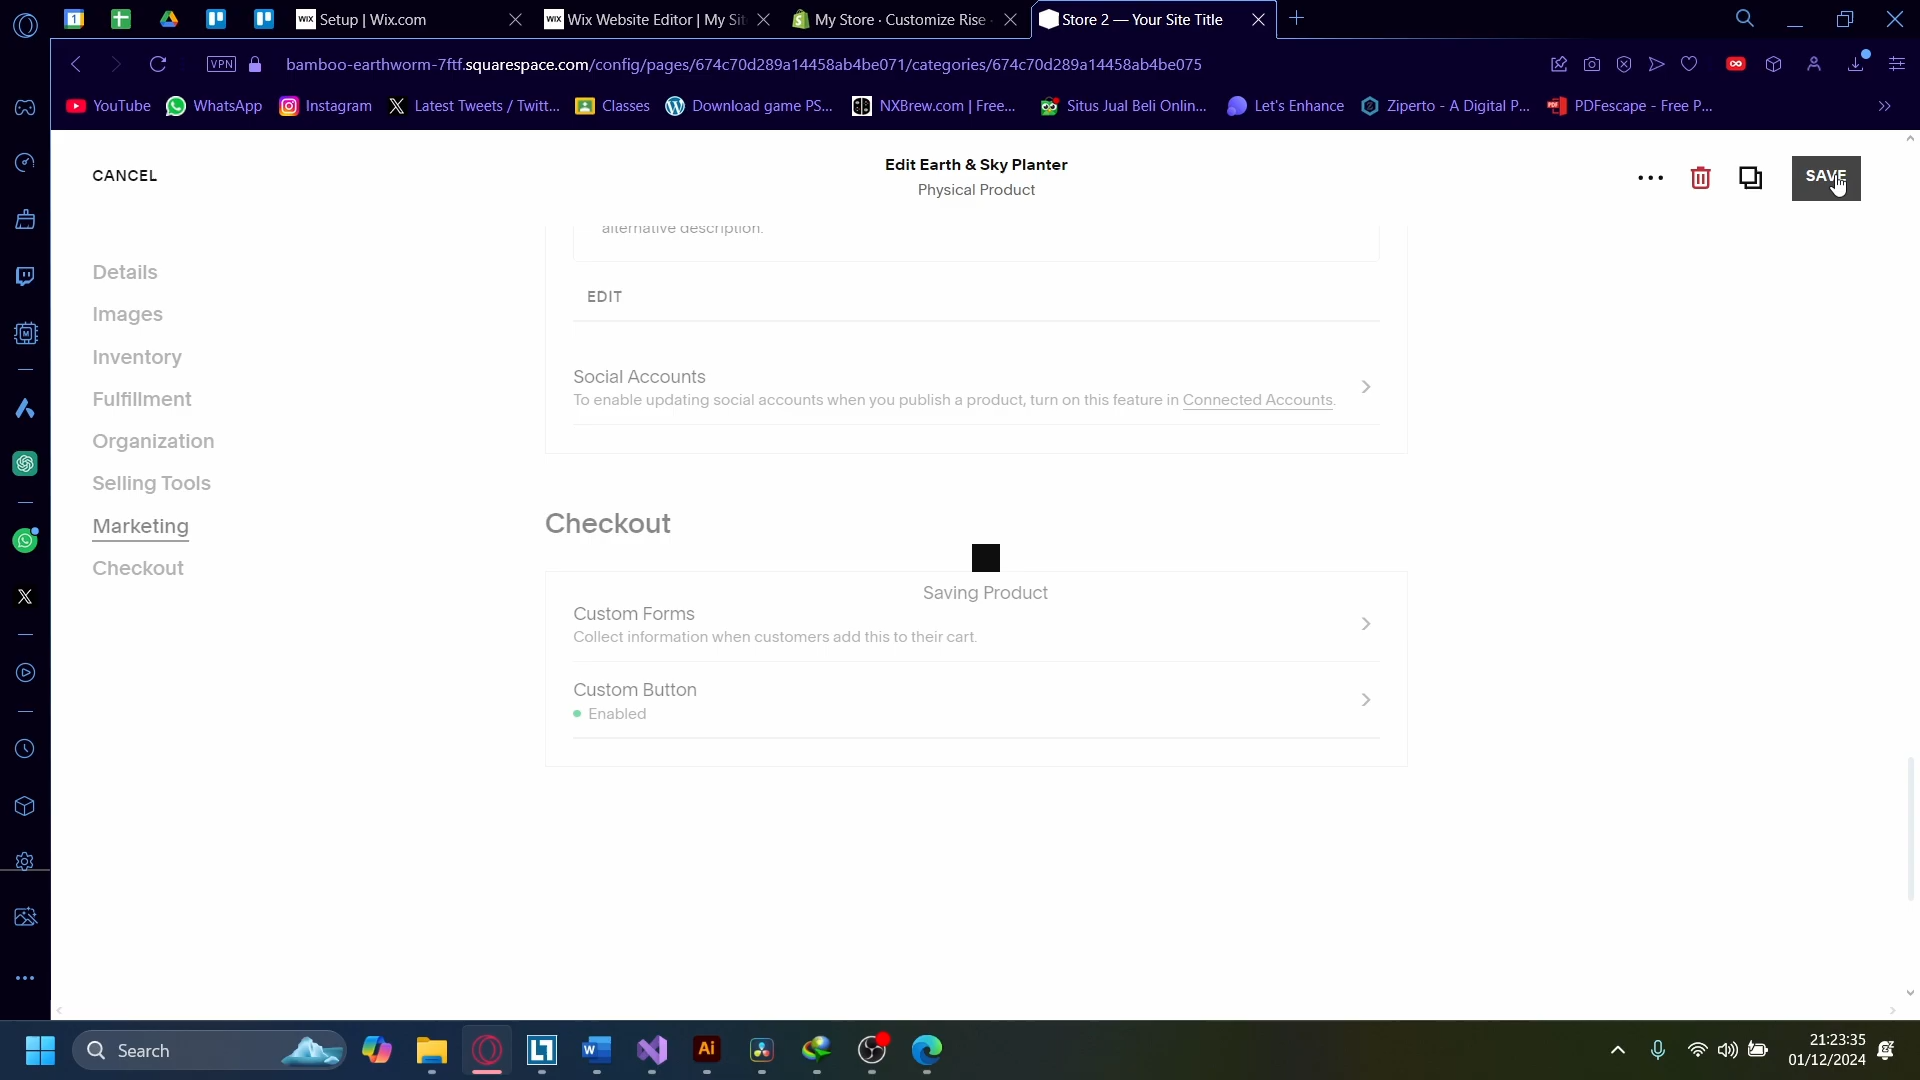 Setup | Wix.com
Wix Website Editor | My Sit
My Store · Customize Rise
Store 2 — Your Site Title
VPN
bamboo-earthworm-7ftf.squarespace.com/config/pages/674c70d289a14458ab4be071/categories/674c70d289a14458ab4be075
YouTube
WhatsApp
Instagram
Latest Tweets / Twitt...
Classes
Download game PS...
NXBrew.com | Free...
Situs Jual Beli Onlin...
Let's Enhance
Ziperto - A Digital P...
PDFescape - Free P...
CANCEL
Edit Earth & Sky Planter
Physical Product
SAVE
Details
Images
Inventory
Fulfillment
Organization
Selling Tools
Marketing
Checkout
alternative description.
EDIT
Social Accounts
To enable updating social accounts when you publish a product, turn on this feature in Connected Accounts.
Checkout
Saving Product
Custom Forms
Collect information when customers add this to their cart.
Custom Button
Enabled
Search
21:23:35
01/12/2024